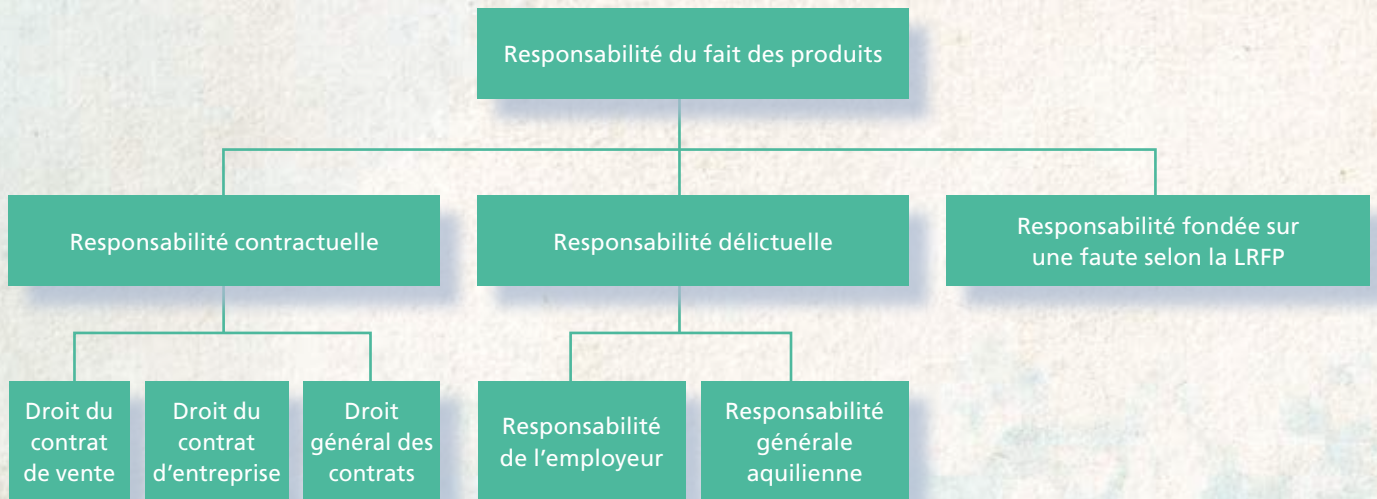 Responsabilité du fait des produits
Responsabilité contractuelle
Responsabilité délictuelle
Responsabilité fondée sur
une faute selon la LRFP
Droit du
contrat
de vente
Droit du
contrat
d’entreprise
Droit
général des
contrats
Responsabilité
de l’employeur
Responsabilité
générale
aquilienne